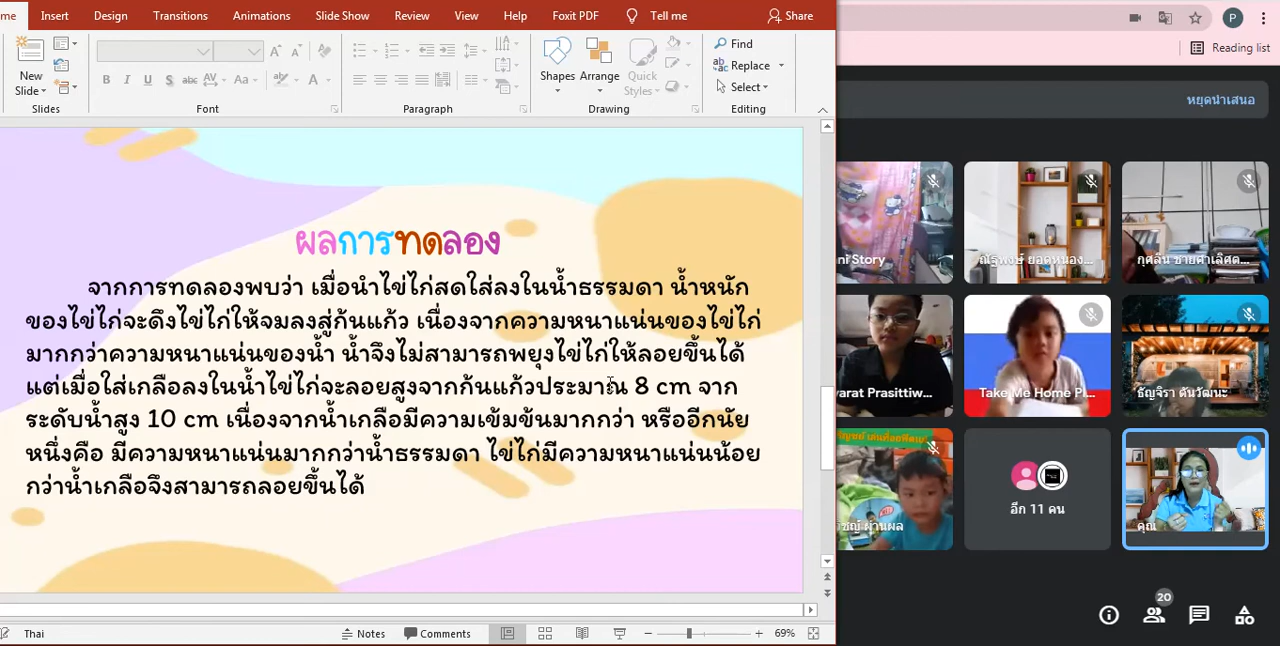 me Insert Design Transitions Animations Slide Show Review View Help Foxit PDF Tell me Share
New
Slide
Slides
B I U S abc AV Aa A
Font
Paragraph
Shapes Arrange Quick
Styles
Drawing
Find
Replace
Select
Editing
ผลการทดลอง
จากการทดลองพบว่า เมื่อนำไข่ไก่สดใส่ลงในน้ำธรรมดา น้ำหนัก
ของไข่ไก่จะดึงไข่ไก่ให้จมลงสู่ก้นแก้ว เนื่องจากความหนาแน่นของไข่ไก่
มากกว่าความหนาแน่นของน้ำ น้ำจึงไม่สามารถพยุงไข่ไก่ให้ลอยขึ้นได้
แต่เมื่อใส่เกลือลงในน้ำไข่ไก่จะลอยสูงจากก้นแก้วประมาณ 8 cm จาก
ระดับน้ำสูง 10 cm เนื่องจากน้ำเกลือมีความเข้มข้นมากกว่า หรืออีกนัย
หนึ่งคือ มีความหนาแน่นมากกว่าน้ำธรรมดา ไข่ไก่มีความหนาแน่นน้อย
กว่าน้ำเกลือจึงสามารถลอยขึ้นได้
Thai Notes Comments 69%
P
Reading list
หยุดนำเสนอ
ni Story
varat Prasittiw...
Take Me Home Pl...
ธัญจิรา ตันวัฒนะ
อีก 11 คน
คุณ
20